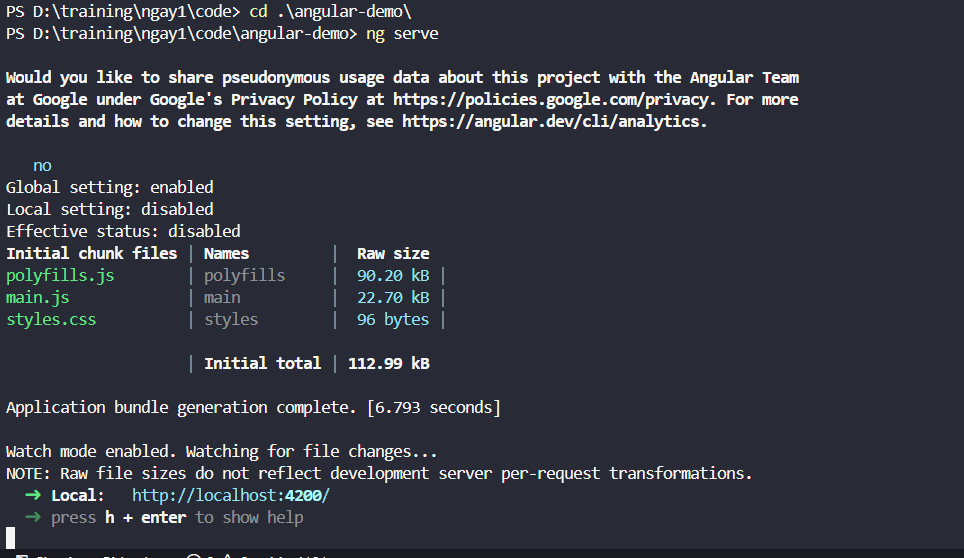 PS D:\training\ngay1\code> cd .\angular-demo\
PS D:\training\ngay1\code\angular-demo> ng serve
Would you like to share pseudonymous usage data about this project with the Angular Team
at Google under Google's Privacy Policy at https://policies.google.com/privacy. For more
details and how to change this setting, see https://angular.dev/cli/analytics.
no
Global setting: enabled
Local setting: disabled
Effective status: disabled
Initial chunk files | Names | Raw size
polyfills.js | polyfills | 90.20 kB |
main.js | main | 22.70 kB |
styles.css | styles | 96 bytes |
| Initial total | 112.99 kB
Application bundle generation complete. [6.793 seconds]
Watch mode enabled. Watching for file changes...
NOTE: Raw file sizes do not reflect development server per-request transformations.
➜ Local: http://localhost:4200/
➜ press h + enter to show help